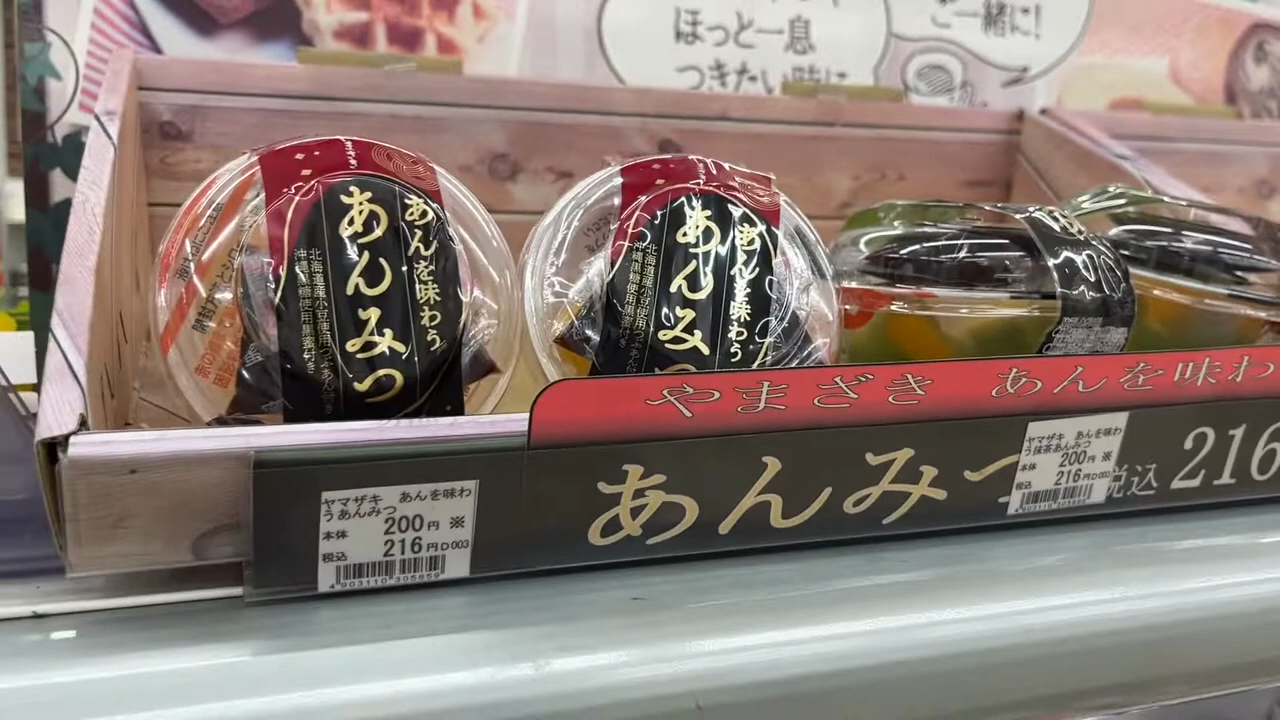 ほっと一息
つきたい時に
ご一緒に!
あんを味わう
あんみつ
北海道産小豆使用つぶあん付き
沖縄黒糖使用黒蜜付き
あんを味わう
あんみつ
北海道産小豆使用つぶあん
沖縄黒糖使用黒蜜付き
やまざき あんを味わ
あんみつ
税込 216
ヤマザキ あんを味わ
うあんみつ
本体 200円 ※
税込 216円 D003
4903110305859
ヤマザキ あんを味わ
う抹茶あんみつ
本体 200円 ※
税込 216円 D003